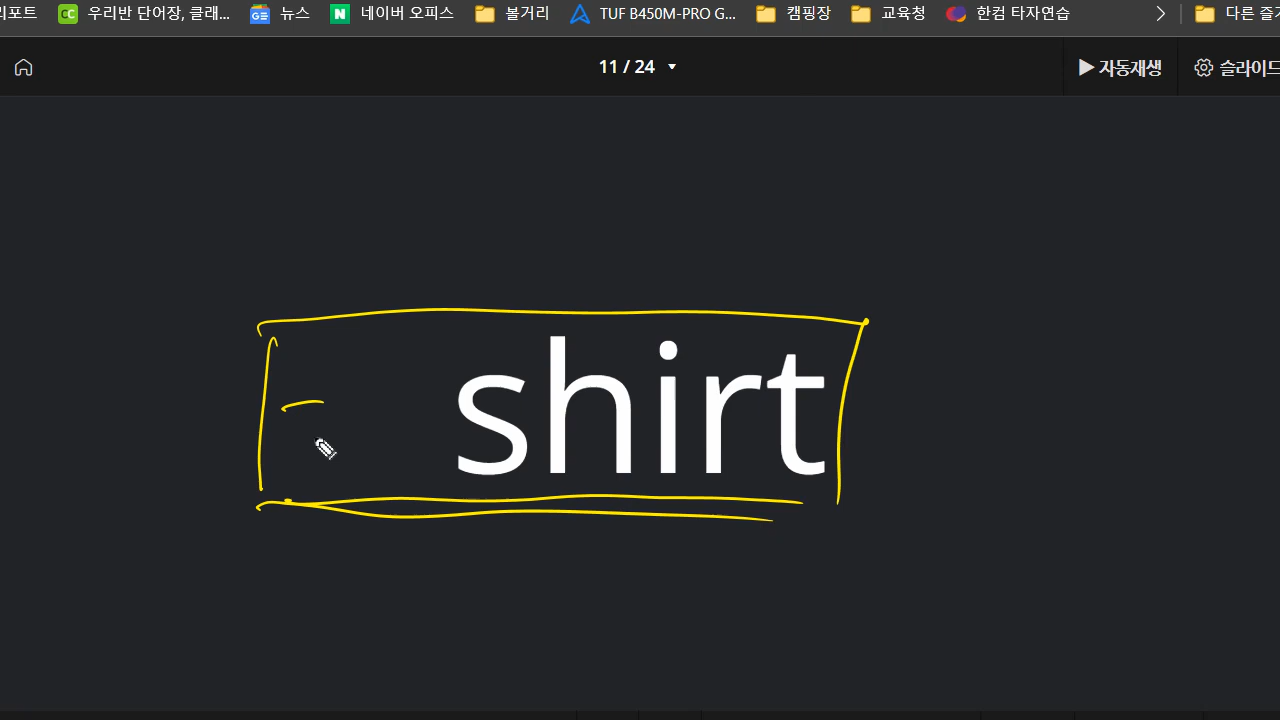 리포트 CC 우리반 단어장, 클래... GE 뉴스 N 네이버 오피스 볼거리 TUF B450M-PRO G... 캠핑장 교육청 한컴 타자연습 다른 즐
11 / 24 자동재생 슬라이드
shirt